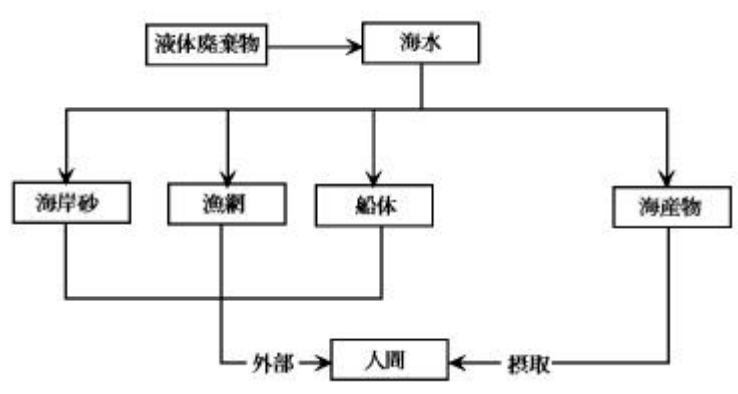 液体廃棄物
海水
海岸砂
漁網
船体
海産物
外部
人間
摂取